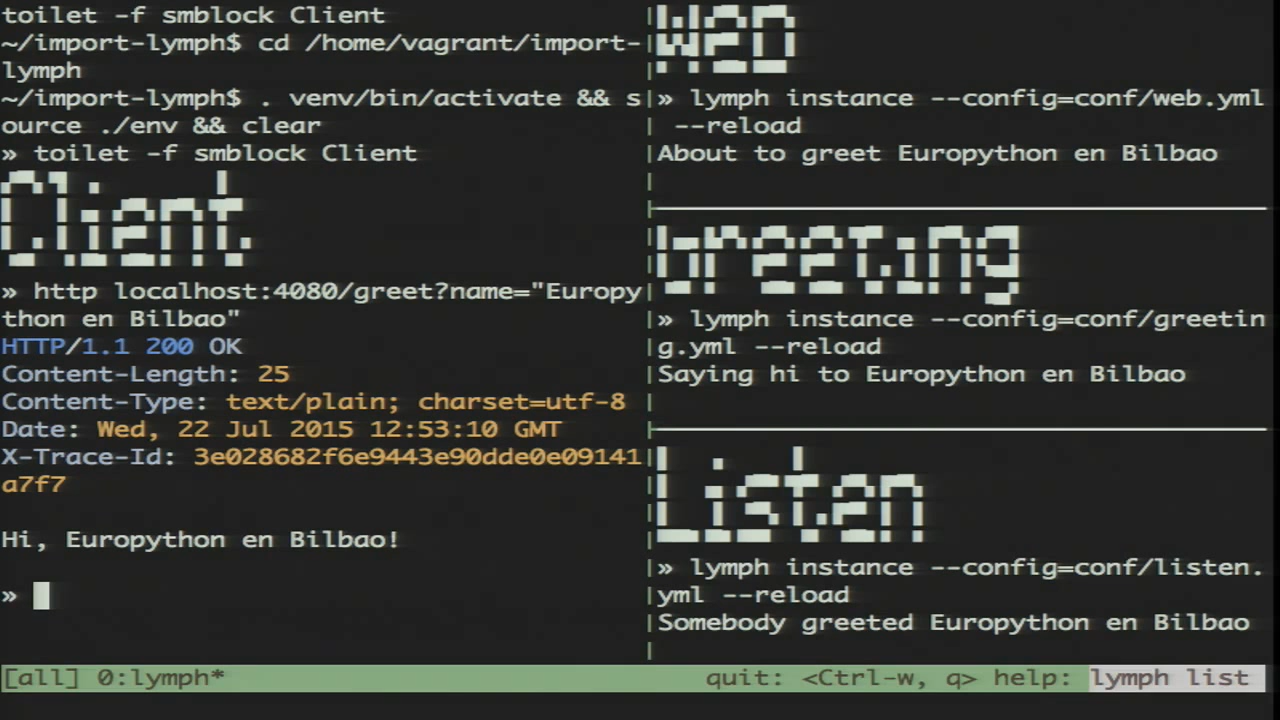 toilet -f smblock Client
~/import-lymph$ cd /home/vagrant/import-
lymph
~/import-lymph$ . venv/bin/activate && s
ource ./env && clear
» toilet -f smblock Client
Client
» http localhost:4080/greet?name="Europy
thon en Bilbao"
HTTP/1.1 200 OK
Content-Length: 25
Content-Type: text/plain; charset=utf-8
Date: Wed, 22 Jul 2015 12:53:10 GMT
X-Trace-Id: 3e028682f6e9443e90dde0e09141
a7f7
Hi, Europython en Bilbao!
»
Web
» lymph instance --config=conf/web.yml
--reload
About to greet Europython en Bilbao
Greeting
» lymph instance --config=conf/greetin
g.yml --reload
Saying hi to Europython en Bilbao
Listen
» lymph instance --config=conf/listen.
yml --reload
Somebody greeted Europython en Bilbao
[all] 0:lymph* quit: <Ctrl-w, q> help: lymph list